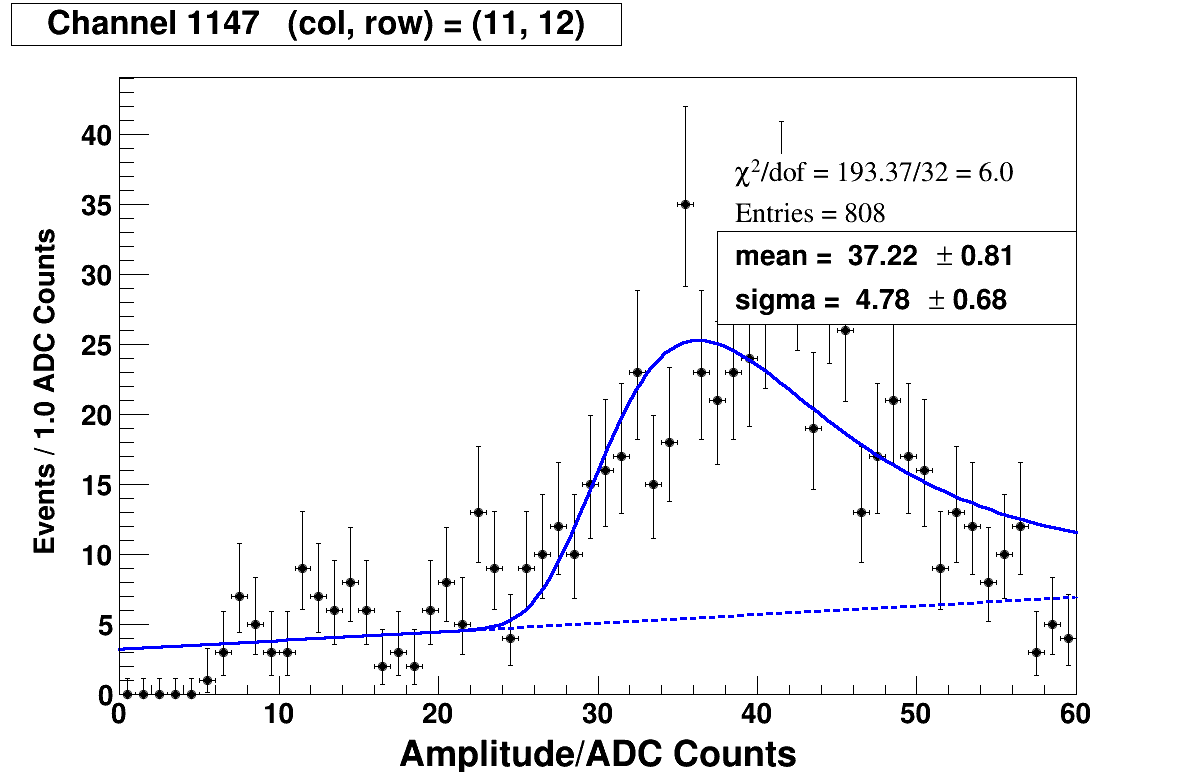 Channel 1147 (col, row) = (11, 12)
40
35
30
25
20
15
10
5
0
Events / 1.0 ADC Counts
χ²/dof = 193.37/32 = 6.0
Entries = 808
mean = 37.22 ± 0.81
sigma = 4.78 ± 0.68
0 10 20 30 40 50 60
Amplitude/ADC Counts